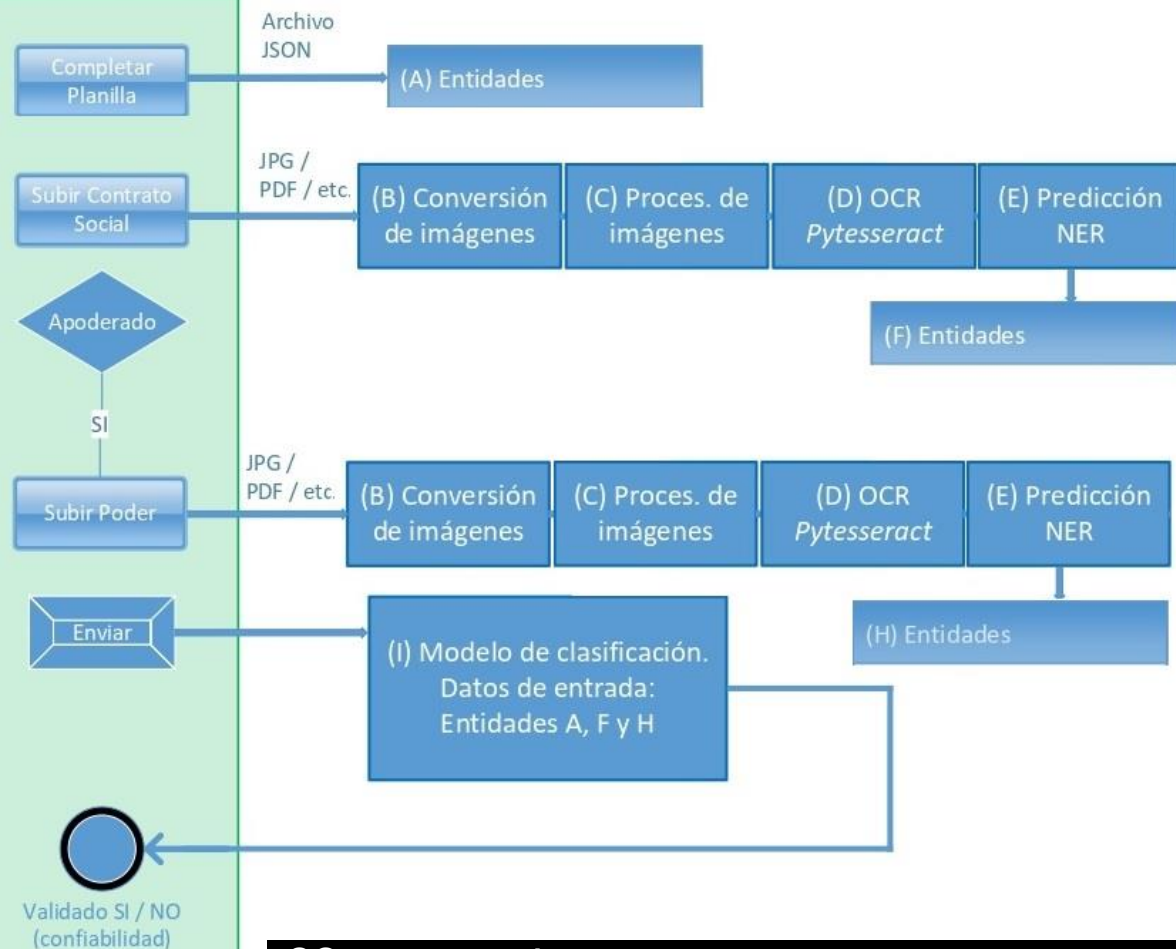 Archivo
JSON
Completar
Planilla
(A) Entidades
JPG /
PDF / etc.
Subir Contrato
Social
(B) Conversión
de imágenes
(C) Proces. de
imágenes
(D) OCR
Pytesseract
(E) Predicción
NER
Apoderado
(F) Entidades
SI
JPG /
PDF / etc.
Subir Poder
(B) Conversión
de imágenes
(C) Proces. de
imágenes
(D) OCR
Pytesseract
(E) Predicción
NER
Enviar
(H) Entidades
(I) Modelo de clasificación.
Datos de entrada:
Entidades A, F y H
Validado SI / NO
(confiabilidad)